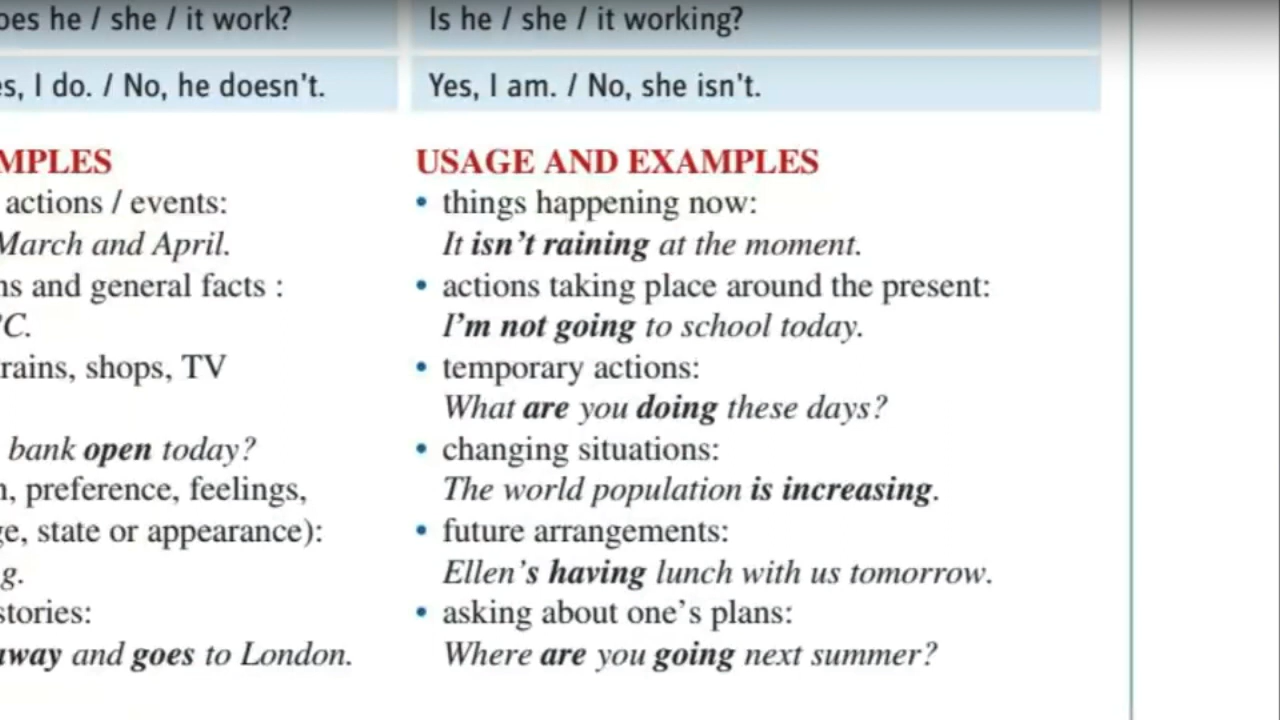 oes he / she / it work?
Is he / she / it working?
es, I do. / No, he doesn't.
Yes, I am. / No, she isn't.
MPLES
actions / events:
March and April.
ns and general facts :
°C.
rains, shops, TV
bank open today?
n, preference, feelings,
ge, state or appearance):
g.
stories:
away and goes to London.
USAGE AND EXAMPLES
• things happening now:
It isn't raining at the moment.
• actions taking place around the present:
I'm not going to school today.
• temporary actions:
What are you doing these days?
• changing situations:
The world population is increasing.
• future arrangements:
Ellen's having lunch with us tomorrow.
• asking about one's plans:
Where are you going next summer?